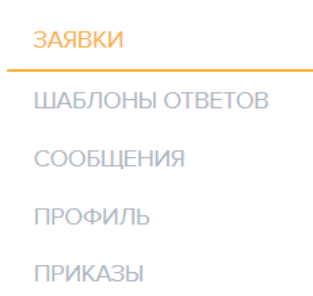 ЗАЯВКИ
ШАБЛОНЫ ОТВЕТОВ
СООБЩЕНИЯ
ПРОФИЛЬ
ПРИКАЗЫ